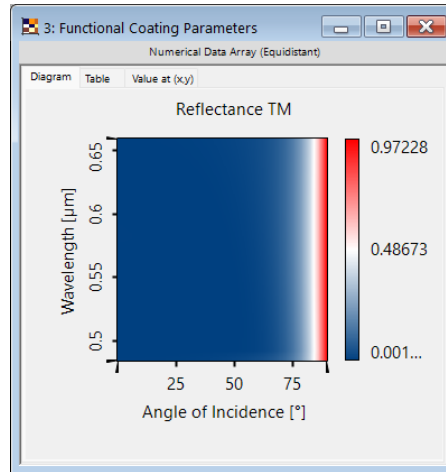 3: Functional Coating Parameters
Numerical Data Array (Equidistant)
Diagram Table Value at (x,y)
Reflectance TM
0.97228
0.48673
0.001...
Wavelength [µm]
0.65
0.6
0.55
0.5
25 50 75
Angle of Incidence [°]